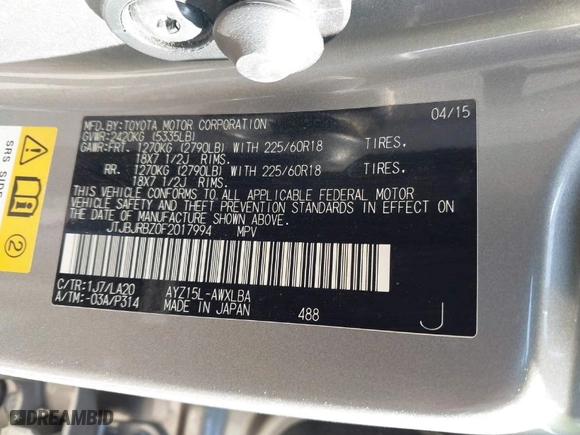 MFD.BY:TOYOTA MOTOR CORPORATION 04/15
GVWR:2420KG (5335LB)
GAWR:FRT. 1270KG (2790LB) WITH 225/60R18 TIRES,
18X7 1/2J RIMS.
RR. 1270KG (2790LB) WITH 225/60R18 TIRES,
18X7 1/2J RIMS.
THIS VEHICLE CONFORMS TO ALL APPLICABLE FEDERAL MOTOR
VEHICLE SAFETY AND THEFT PREVENTION STANDARDS IN EFFECT ON
THE DATE OF MANUFACTURE SHOWN ABOVE.
JTJBJRBZ0F2017994 MPV
C/TR:1J7/LA20 AYZ15L-AWXLBA
A/TM:-03A/P314 MADE IN JAPAN 488 J
SRS SIDE
2
DREAMBID